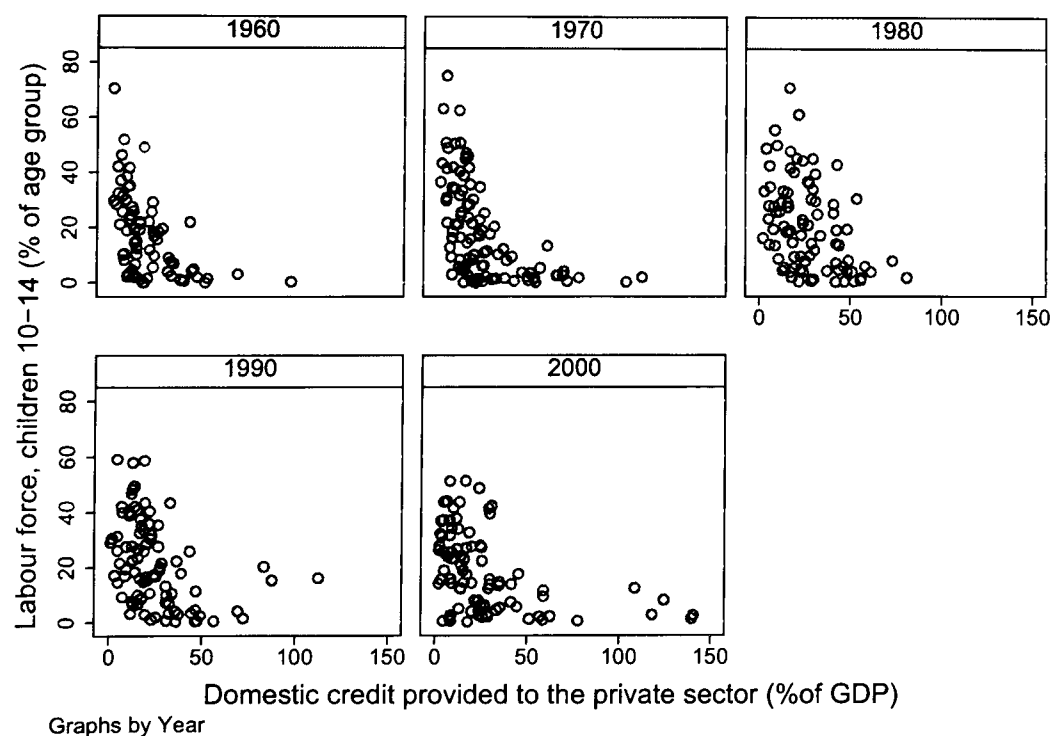 1960
1970
1980
Labour force, children 10−14 (% of age group)
80
60
40
20
0
0 50 100 150
1990
2000
80
60
40
20
0
0 50 100 150
0 50 100 150
Domestic credit provided to the private sector (%of GDP)
Graphs by Year